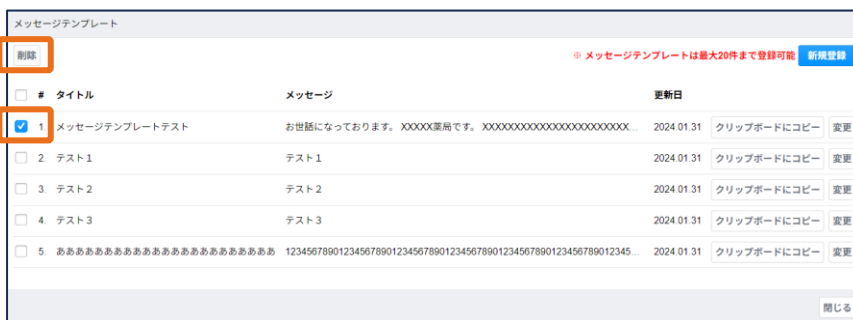 メッセージテンプレート
削除 ※ メッセージテンプレートは最大20件まで登録可能 新規登録
# タイトル メッセージ 更新日
1. メッセージテンプレートテスト お世話になっております。 XXXXX薬局です。 XXXXXXXXXXXXXXXXXXXXXXX... 2024.01.31 クリップボードにコピー 変更
2. テスト１ テスト１ 2024.01.31 クリップボードにコピー 変更
3. テスト２ テスト２ 2024.01.31 クリップボードにコピー 変更
4. テスト３ テスト３ 2024.01.31 クリップボードにコピー 変更
5. あああああああああああああああああああああああ 12345678901234567890123456789012345678901234567890123456789012345... 2024.01.31 クリップボードにコピー 変更
閉じる